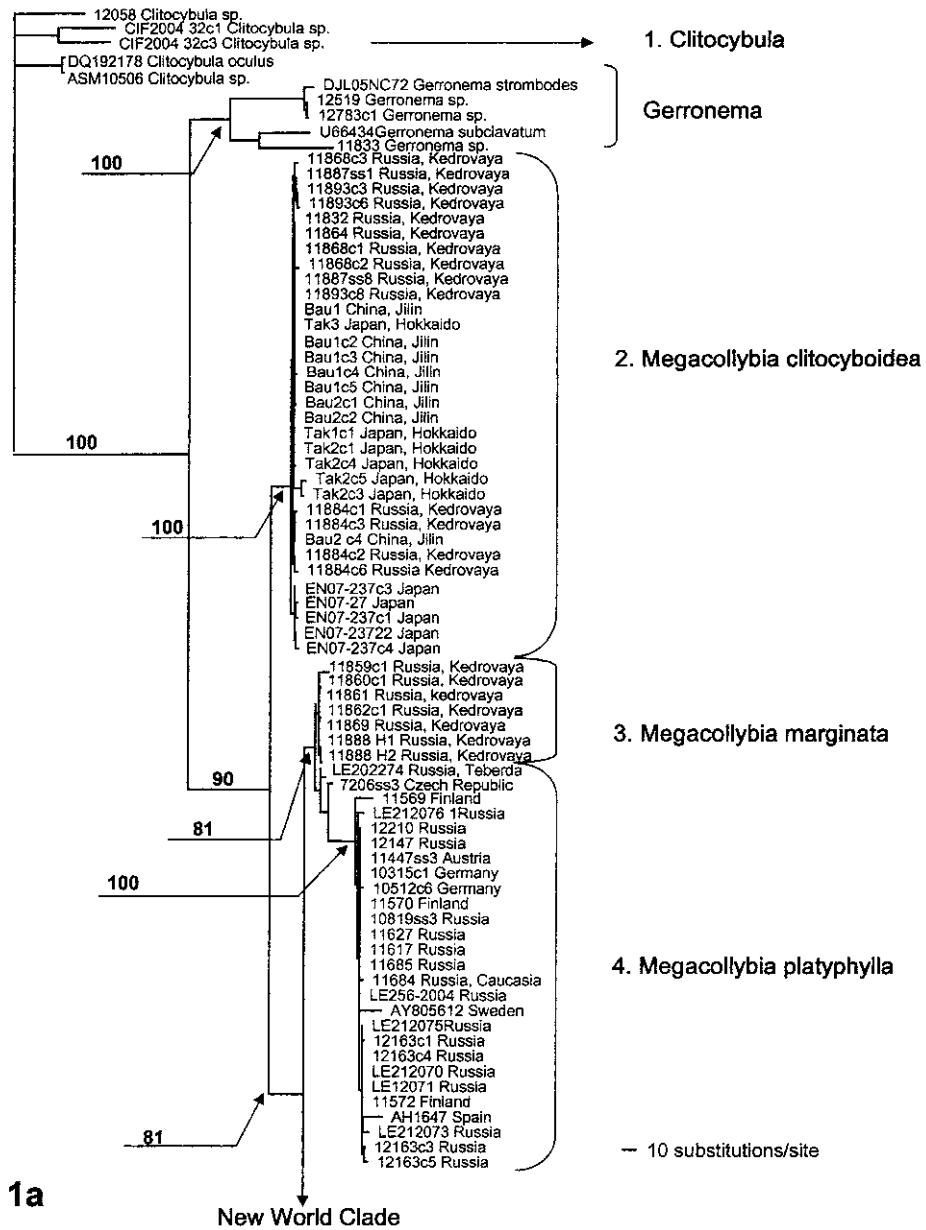 12058 Clitocybula sp.
CIF2004 32c1 Clitocybula sp.
CIF2004 32c3 Clitocybula sp.
1. Clitocybula
DQ192178 Clitocybula oculus
ASM10506 Clitocybula sp.
DJL05NC72 Gerronema strombodes
12519 Gerronema sp.
12783c1 Gerronema sp.
Gerronema
U66434Gerronema subclavatum
11833 Gerronema sp.
100
11868c3 Russia, Kedrovaya
11887ss1 Russia, Kedrovaya
11893c3 Russia, Kedrovaya
11893c6 Russia, Kedrovaya
11832 Russia, Kedrovaya
11864 Russia, Kedrovaya
11868c1 Russia, Kedrovaya
11868c2 Russia, Kedrovaya
11887ss8 Russia, Kedrovaya
11893c8 Russia, Kedrovaya
Bau1 China, Jilin
Tak3 Japan, Hokkaido
Bau1c2 China, Jilin
Bau1c3 China, Jilin
2. Megacollybia clitocyboidea
Bau1c4 China, Jilin
Bau1c5 China, Jilin
Bau2c1 China, Jilin
Bau2c2 China, Jilin
Tak1c1 Japan, Hokkaido
100
Tak2c1 Japan, Hokkaido
Tak2c4 Japan, Hokkaido
Tak2c5 Japan, Hokkaido
Tak2c3 Japan, Hokkaido
11884c1 Russia, Kedrovaya
11884c3 Russia, Kedrovaya
100
Bau2 c4 China, Jilin
11884c2 Russia, Kedrovaya
11884c6 Russia Kedrovaya
EN07-237c3 Japan
EN07-27 Japan
EN07-237c1 Japan
EN07-23722 Japan
EN07-237c4 Japan
11859c1 Russia, Kedrovaya
11860c1 Russia, Kedrovaya
11861 Russia, kedrovaya
11862c1 Russia, Kedrovaya
11869 Russia, Kedrovaya
3. Megacollybia marginata
11888 H1 Russia, Kedrovaya
11888 H2 Russia, Kedrovaya
LE202274 Russia, Teberda
90
7206ss3 Czech Republic
11569 Finland
LE212076 1Russia
12210 Russia
81
12147 Russia
11447ss3 Austria
10315c1 Germany
100
10512c6 Germany
11570 Finland
10819ss3 Russia
11627 Russia
11617 Russia
11685 Russia
4. Megacollybia platyphylla
11684 Russia, Caucasia
LE256-2004 Russia
AY805612 Sweden
LE212075Russia
12163c1 Russia
12163c4 Russia
LE212070 Russia
LE12071 Russia
11572 Finland
AH1647 Spain
81
LE212073 Russia
12163c3 Russia
10 substitutions/site
12163c5 Russia
1a
New World Clade